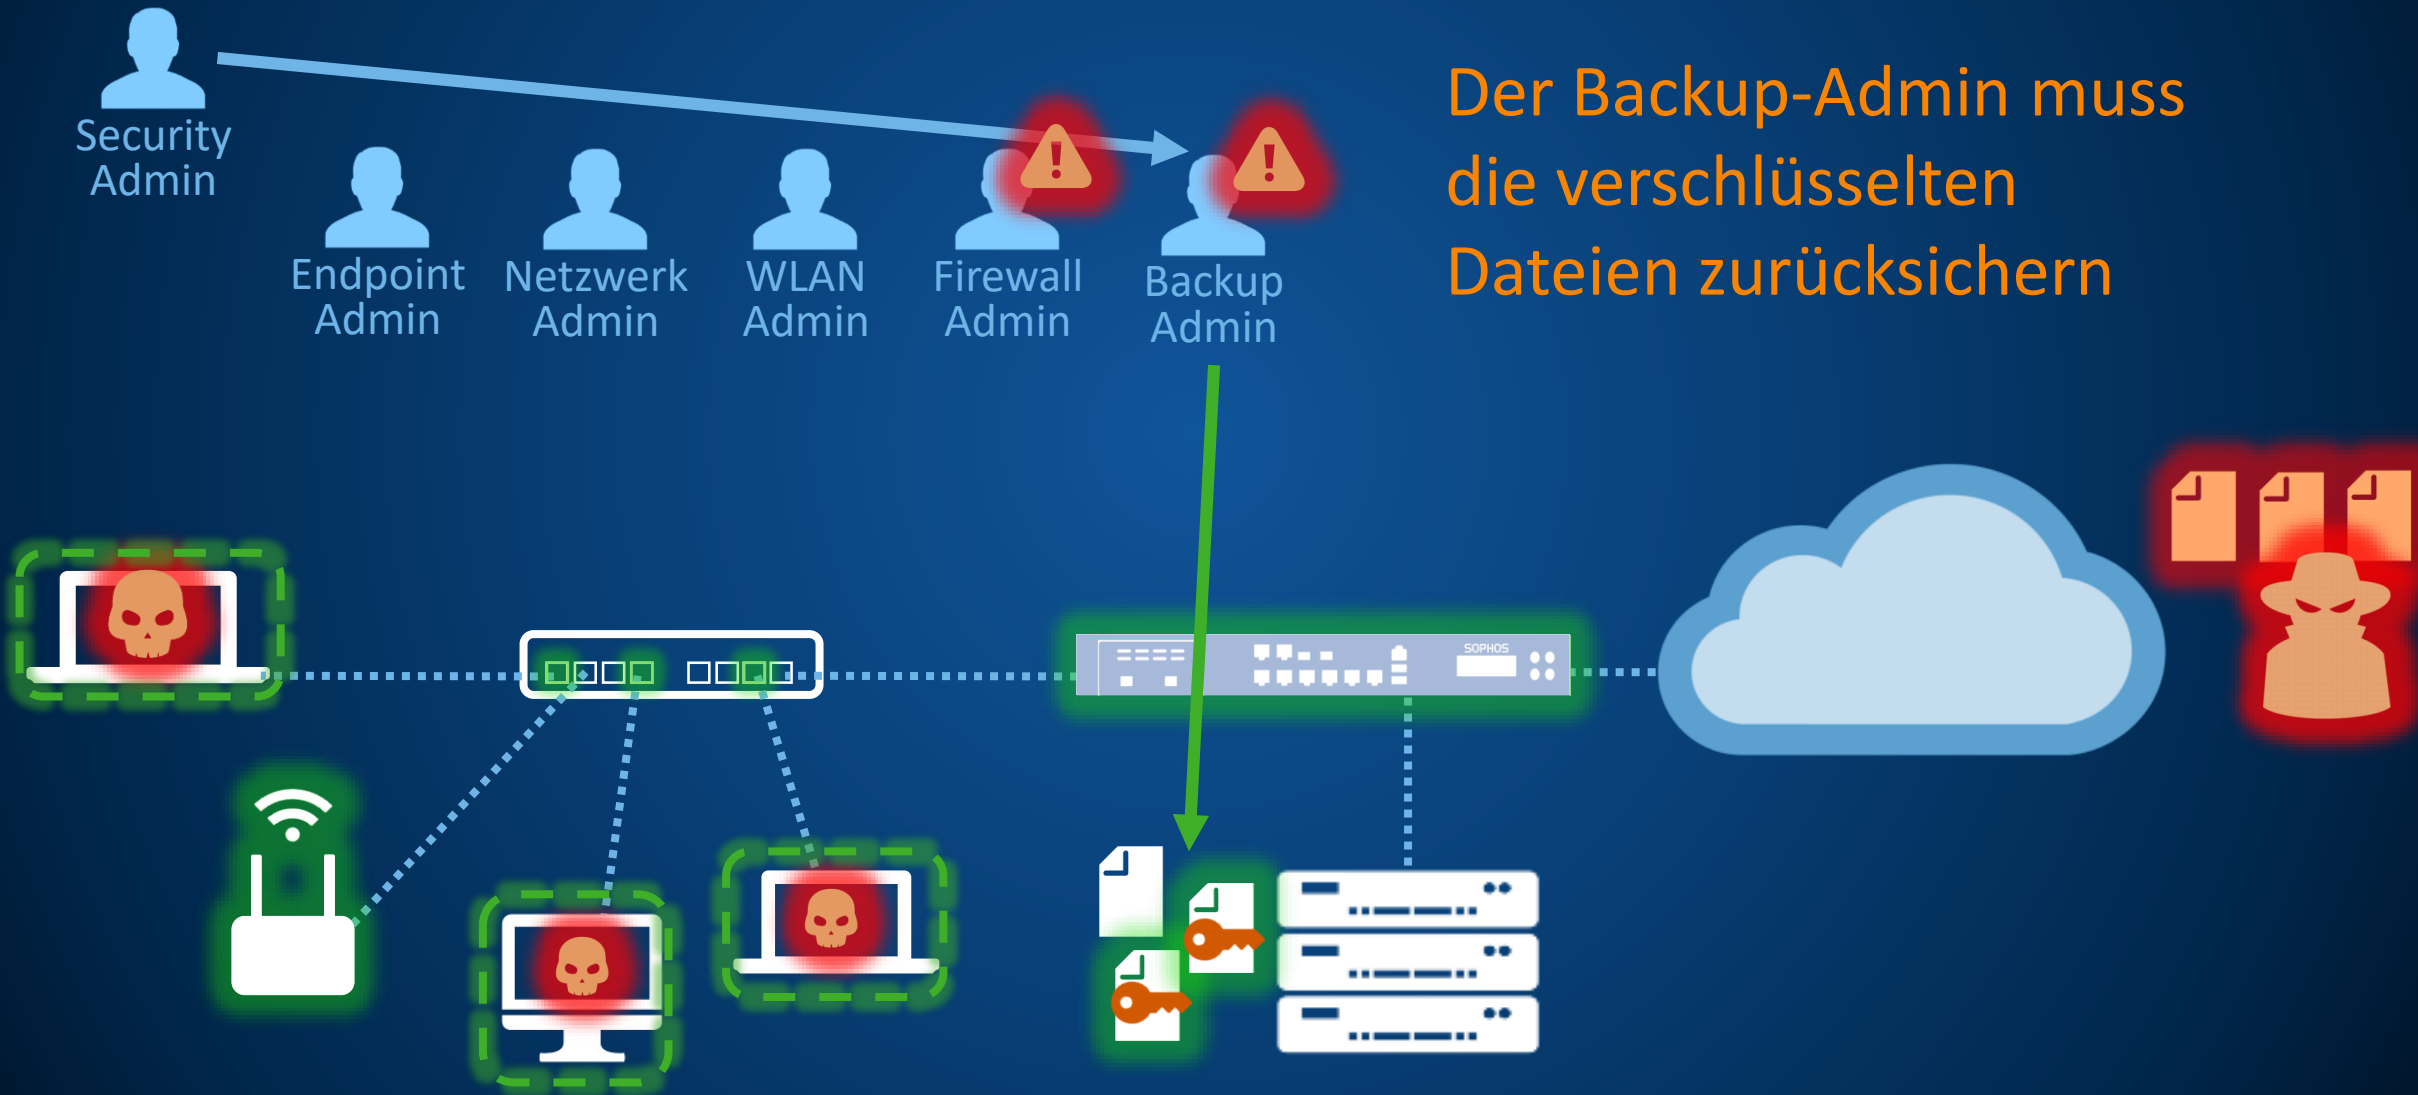 Security
Admin
Endpoint
Admin
Netzwerk
Admin
WLAN
Admin
Firewall
Admin
Backup
Admin
Der Backup-Admin muss
die verschlüsselten
Dateien zurücksichern
SOPHOS